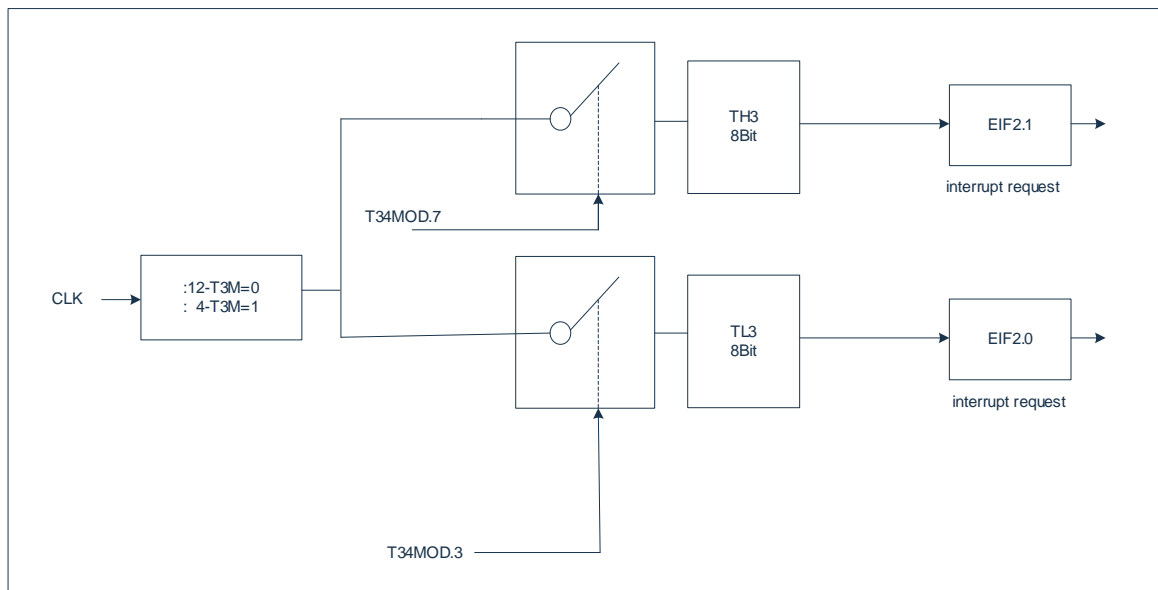 TH3
8Bit
EIF2.1
interrupt request
T34MOD.7
CLK
:12-T3M=0
: 4-T3M=1
TL3
8Bit
EIF2.0
interrupt request
T34MOD.3